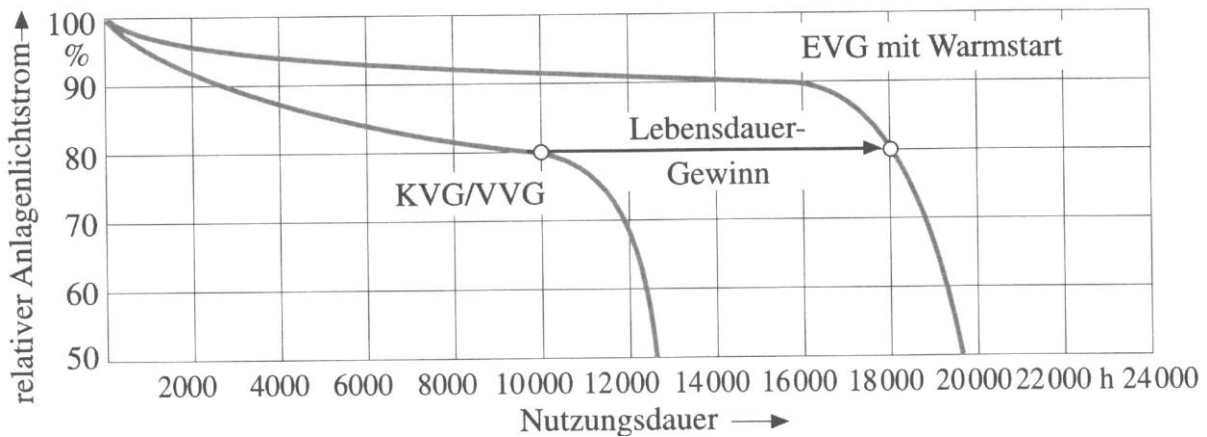 relativer Anlagenlichtstrom
100
%
90
80
70
60
50
EVG mit Warmstart
Lebensdauer-
Gewinn
KVG/VVG
2000 4000 6000 8000 10000 12000 14000 16000 18000 20000 22000 h 24000
Nutzungsdauer